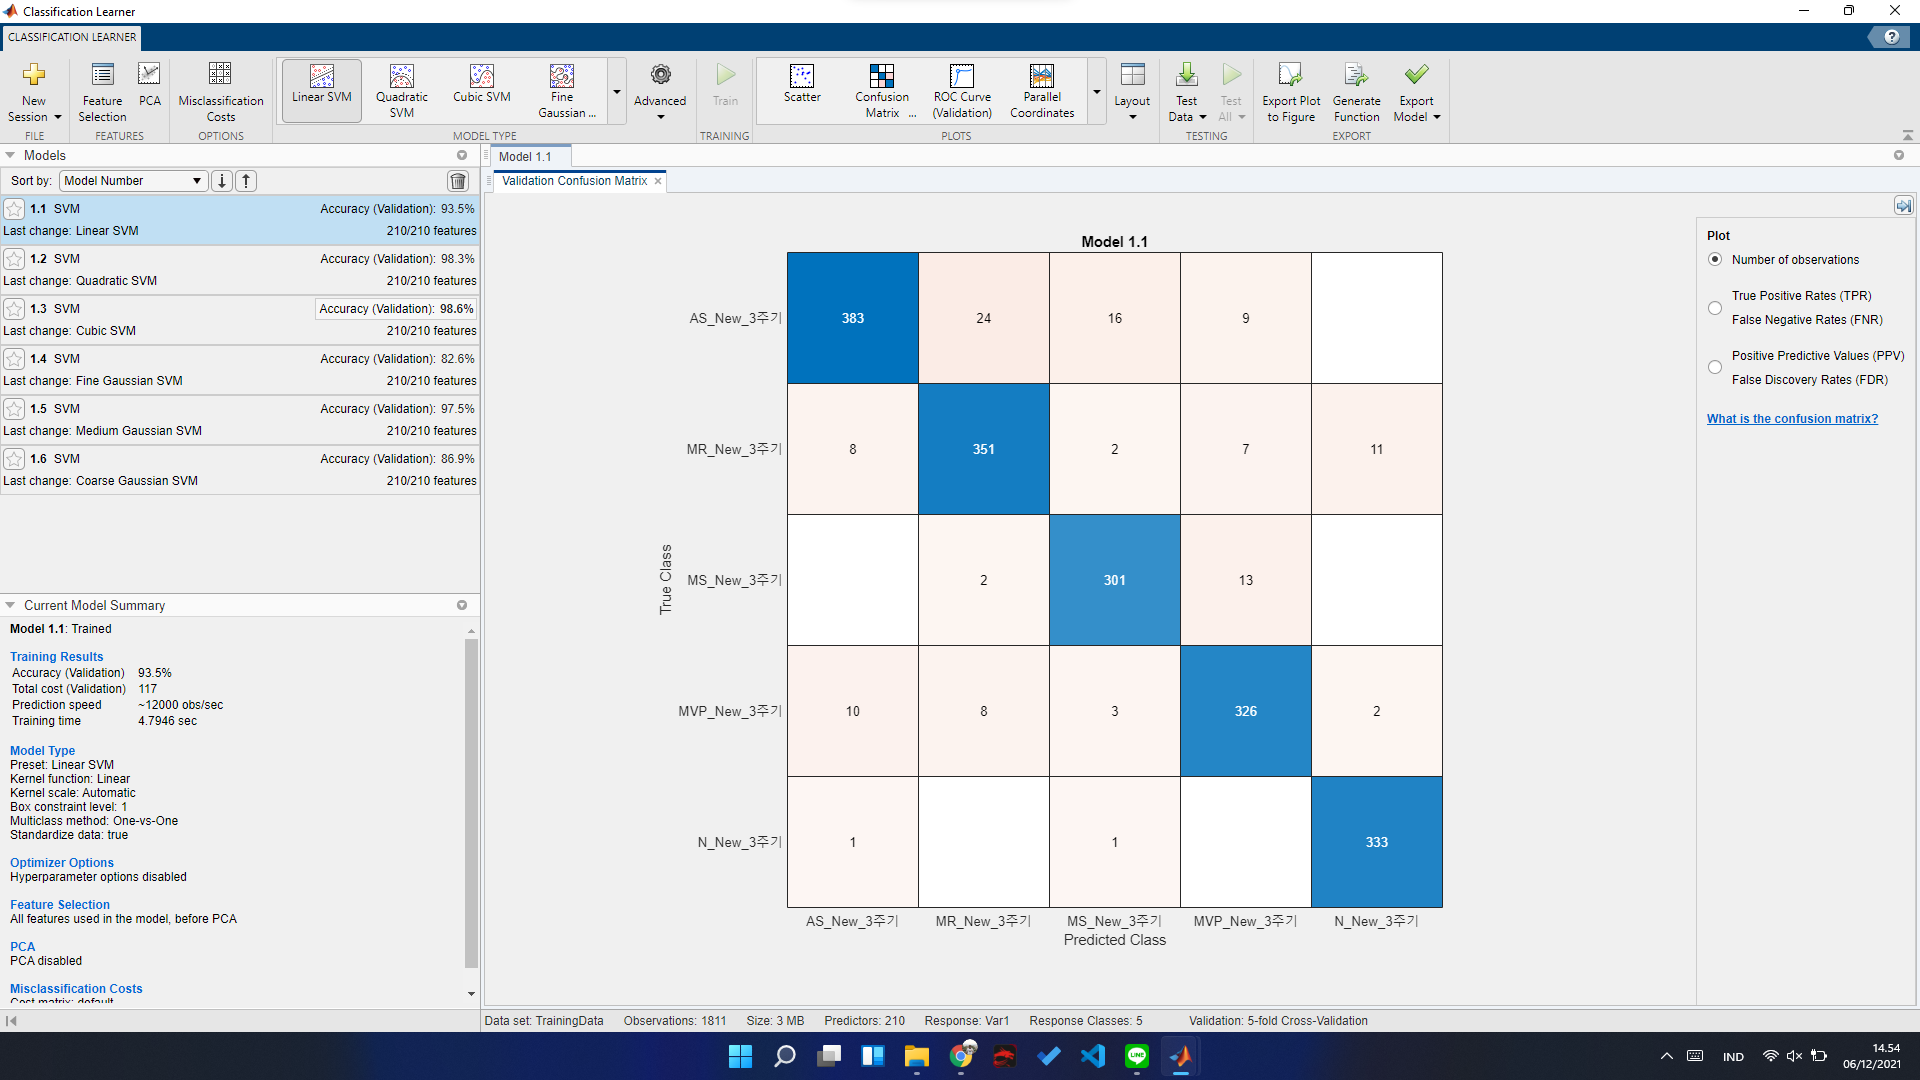 Classification Learner
CLASSIFICATION LEARNER
New Session
Feature Selection
PCA
Misclassification Costs
Linear SVM
Quadratic SVM
Cubic SVM
Fine Gaussian ...
Advanced
Train
Scatter
Confusion Matrix ...
ROC Curve (Validation)
Parallel Coordinates
Layout
Test Data
Test All
Export Plot to Figure
Generate Function
Export Model
FILE
FEATURES
OPTIONS
MODEL TYPE
TRAINING
PLOTS
TESTING
EXPORT
Models
Sort by: Model Number
1.1 SVM Accuracy (Validation): 93.5%
Last change: Linear SVM 210/210 features
1.2 SVM Accuracy (Validation): 98.3%
Last change: Quadratic SVM 210/210 features
1.3 SVM Accuracy (Validation): 98.6%
Last change: Cubic SVM 210/210 features
1.4 SVM Accuracy (Validation): 82.6%
Last change: Fine Gaussian SVM 210/210 features
1.5 SVM Accuracy (Validation): 97.5%
Last change: Medium Gaussian SVM 210/210 features
1.6 SVM Accuracy (Validation): 86.9%
Last change: Coarse Gaussian SVM 210/210 features
Current Model Summary
Model 1.1: Trained
Training Results
Accuracy (Validation) 93.5%
Total cost (Validation) 117
Prediction speed ~12000 obs/sec
Training time 4.7946 sec
Model Type
Preset: Linear SVM
Kernel function: Linear
Kernel scale: Automatic
Box constraint level: 1
Multiclass method: One-vs-One
Standardize data: true
Optimizer Options
Hyperparameter options disabled
Feature Selection
All features used in the model, before PCA
PCA
PCA disabled
Misclassification Costs
Cost matrix: default
Model 1.1
Validation Confusion Matrix
Model 1.1
True Class
AS_New_3주기 383 24 16 9
MR_New_3주기 8 351 2 7 11
MS_New_3주기 2 301 13
MVP_New_3주기 10 8 3 326 2
N_New_3주기 1 1 333
AS_New_3주기 MR_New_3주기 MS_New_3주기 MVP_New_3주기 N_New_3주기
Predicted Class
Plot
Number of observations
True Positive Rates (TPR)
False Negative Rates (FNR)
Positive Predictive Values (PPV)
False Discovery Rates (FDR)
What is the confusion matrix?
Data set: TrainingData Observations: 1811 Size: 3 MB Predictors: 210 Response: Var1 Response Classes: 5 Validation: 5-fold Cross-Validation
LINE
IND
14.54
06/12/2021